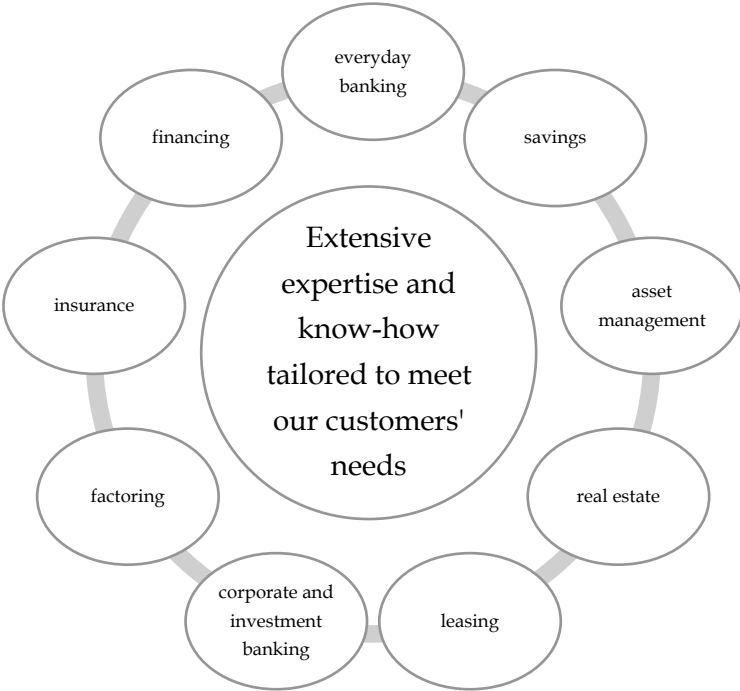 everyday
banking
savings
asset
management
real estate
leasing
corporate and
investment
banking
factoring
insurance
financing
Extensive
expertise and
know-how
tailored to meet
our customers'
needs